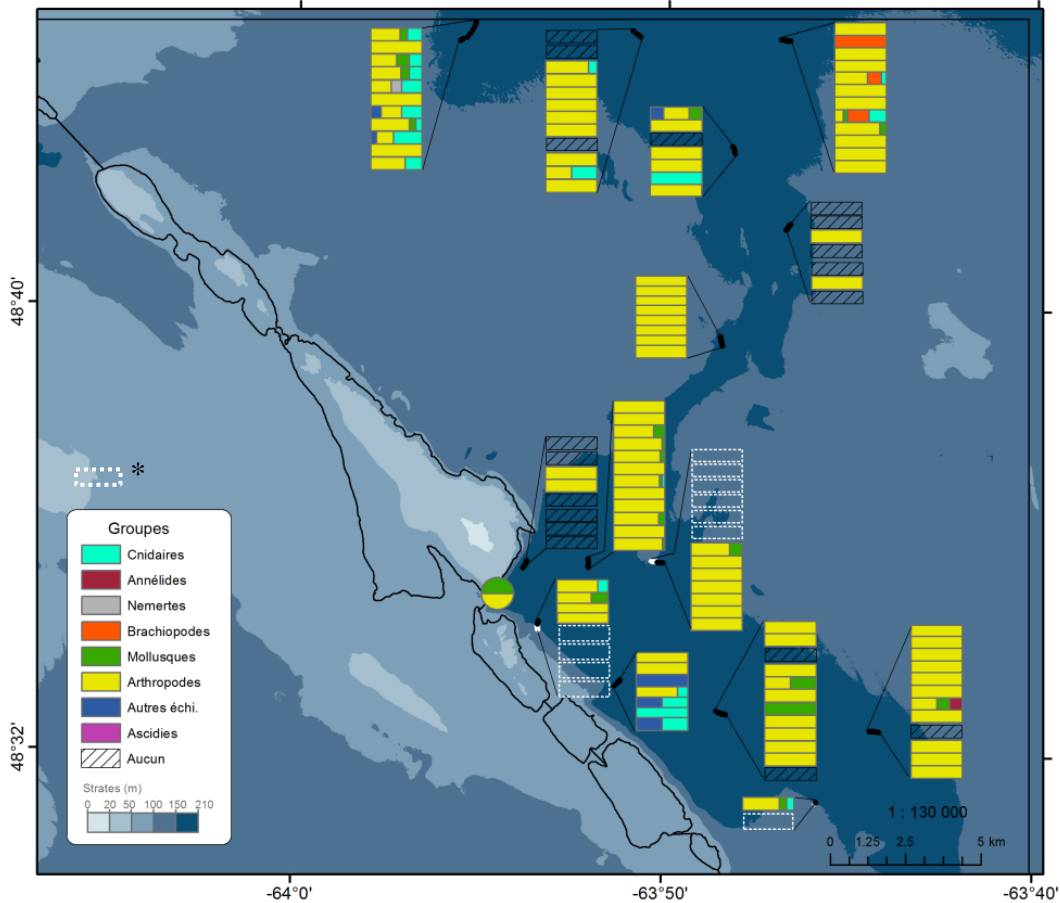 48°40'
*
Groupes
Cnidaires
Annélides
Nemertes
Brachiopodes
Mollusques
Arthropodes
Autres échi.
Ascidies
Aucun
Strates (m)
0 20 50 100 150 210
48°32'
1 : 130 000
0 1.25 2.5 5 km
-64°0' -63°50' -63°40'